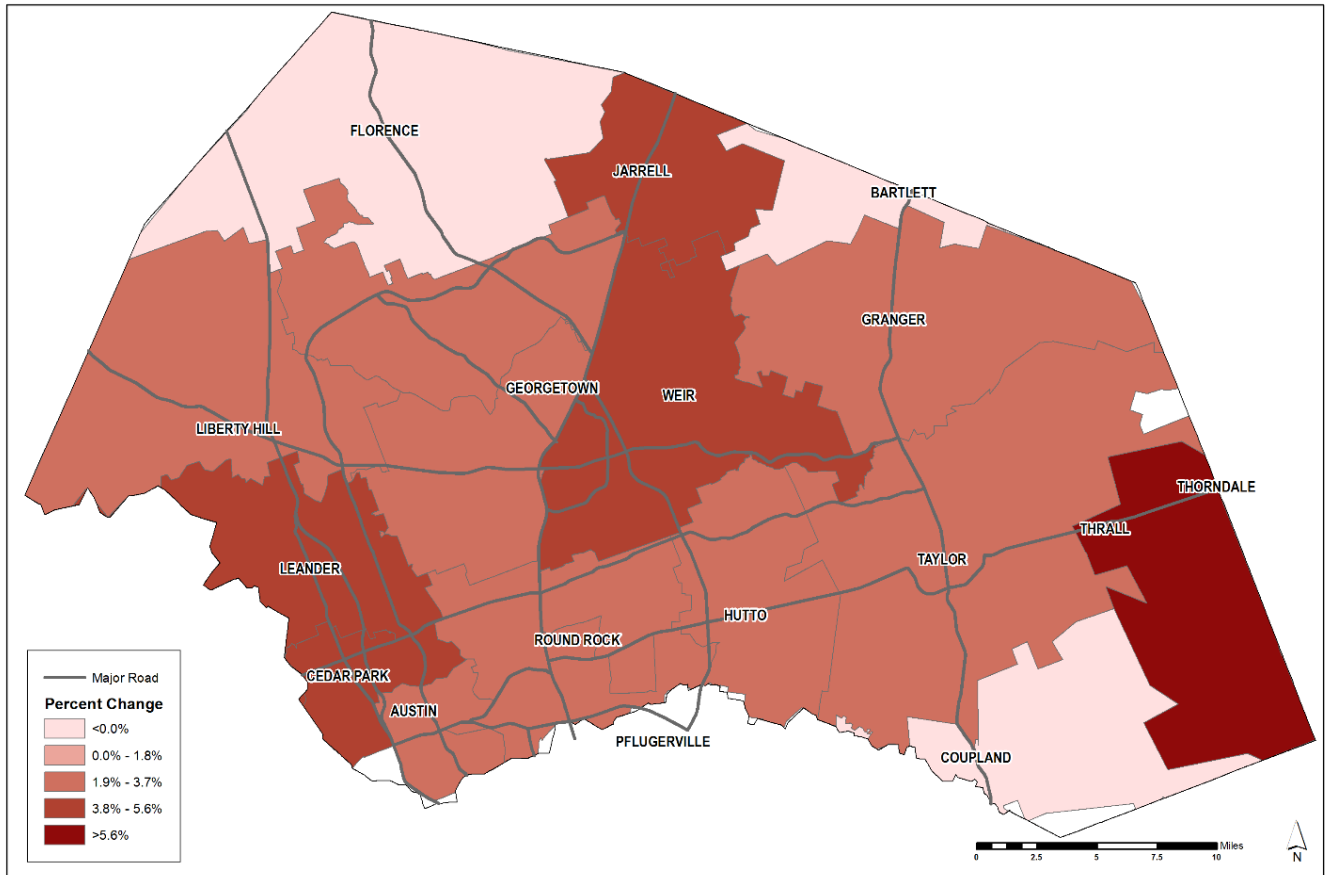 FLORENCE
JARRELL
BARTLETT
GRANGER
GEORGETOWN
WEIR
LIBERTY HILL
THORNDALE
THRALL
TAYLOR
LEANDER
HUTTO
ROUND ROCK
CEDAR PARK
AUSTIN
PFLUGERVILLE
COUPLAND
Major Road
Percent Change
<0.0%
0.0% - 1.8%
1.9% - 3.7%
3.8% - 5.6%
>5.6%
Miles
0 2.5 5 7.5 10
N